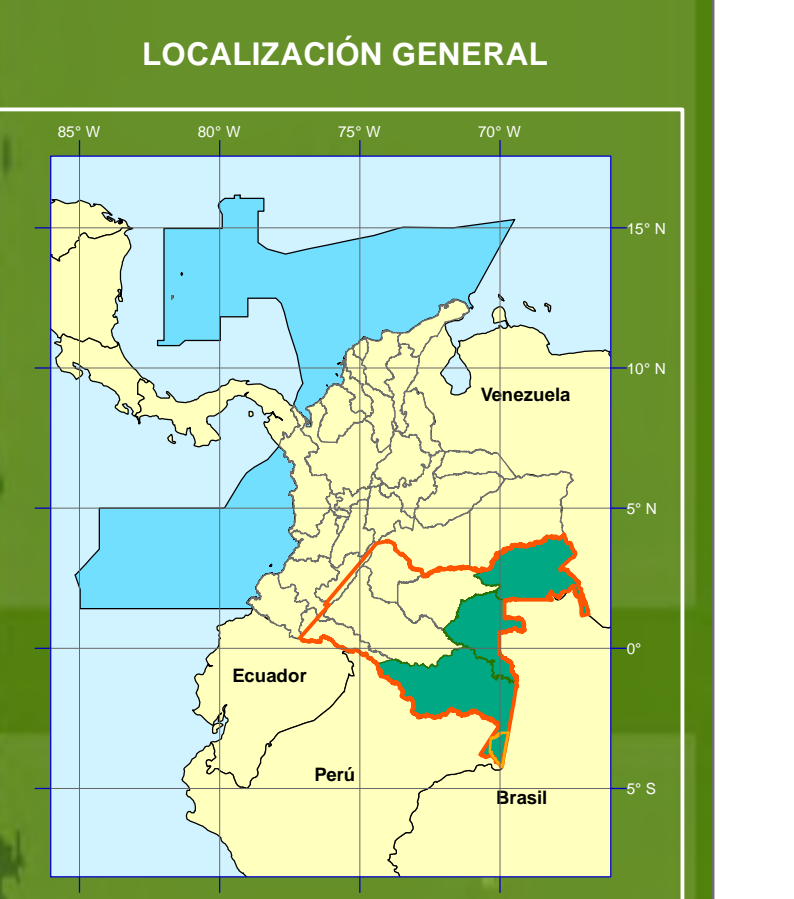 LOCALIZACIÓN GENERAL
85° W 80° W 75° W 70° W
15° N
10° N
Venezuela
5° N
0°
Ecuador
Perú
5° S
Brasil